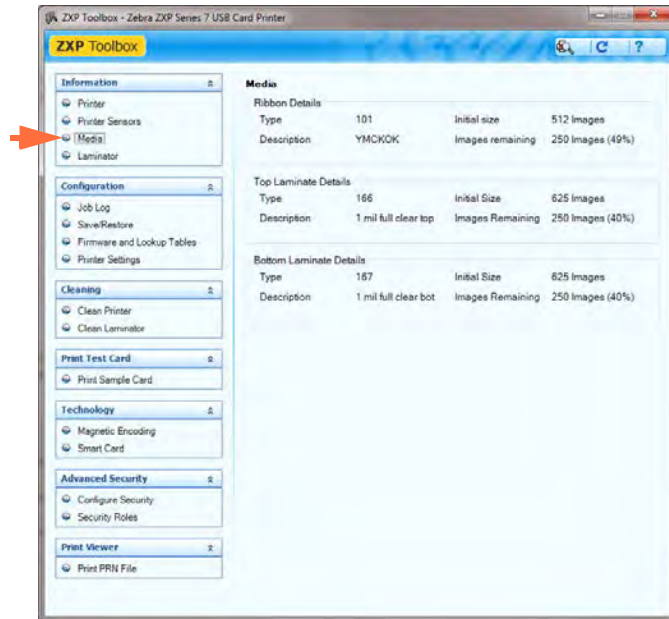 ZXP Toolbox - Zebra ZXP Series 7 USB Card Printer
ZXP Toolbox
?
Information
Printer
Printer Sensors
Media
Laminator
Configuration
Job Log
Save/Restore
Firmware and Lookup Tables
Printer Settings
Cleaning
Clean Printer
Clean Laminator
Print Test Card
Print Sample Card
Technology
Magnetic Encoding
Smart Card
Advanced Security
Configure Security
Security Roles
Print Viewer
Print PRN File
Media
Ribbon Details
Type 101 Initial size 512 Images
Description YMCKOK Images remaining 250 Images (49%)
Top Laminate Details
Type 166 Initial Size 625 Images
Description 1 mil full clear top Images Remaining 250 Images (40%)
Bottom Laminate Details
Type 167 Initial Size 625 Images
Description 1 mil full clear bot Images Remaining 250 Images (40%)